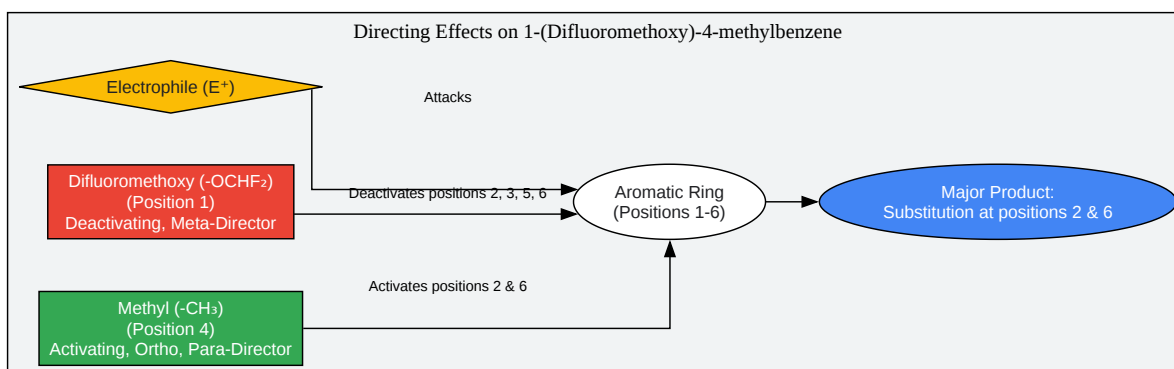 Directing Effects on 1-(Difluoromethoxy)-4-methylbenzene
Electrophile (E⁺)
Attacks
Difluoromethoxy (-OCHF₂)
(Position 1)
Deactivating, Meta-Director
Deactivates positions 2, 3, 5, 6
Aromatic Ring
(Positions 1-6)
Major Product:
Substitution at positions 2 & 6
Activates positions 2 & 6
Methyl (-CH₃)
(Position 4)
Activating, Ortho, Para-Director